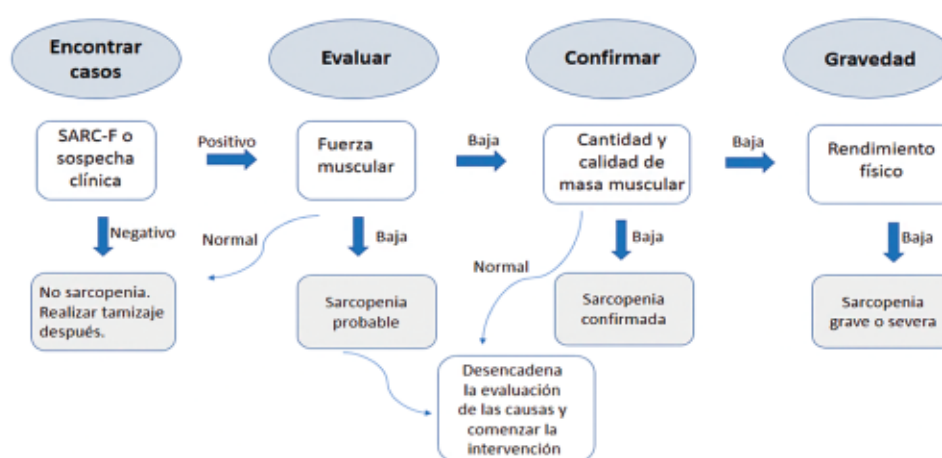 Encontrar
casos
Evaluar
Confirmar
Gravedad
SARC-F o
sospecha
clínica
Positivo
Fuerza
muscular
Baja
Cantidad y
calidad de
masa muscular
Baja
Rendimiento
físico
Negativo
Normal
Baja
Normal
Baja
Baja
No sarcopenia.
Realizar tamizaje
después.
Sarcopenia
probable
Sarcopenia
confirmada
Sarcopenia
grave o severa
Desencadena
la evaluación
de las causas y
comenzar la
intervención